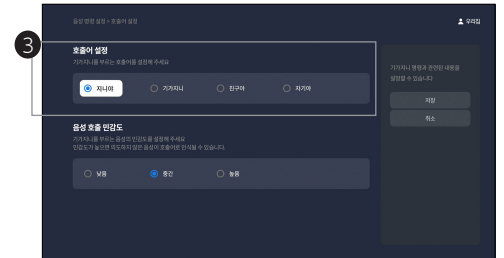 음성 명령 설정 > 호출어 설정
우리집
3
호출어 설정
기가지니를 부르는 호출어를 설정해 주세요
지니야
기가지니
친구야
자기야
음성 호출 민감도
기가지니를 부르는 음성의 민감도를 설정해 주세요
민감도가 높으면 의도하지 않은 음성이 호출어로 인식될 수 있습니다.
낮음
중간
높음
기가지니 명령과 관련된 내용을
설정할 수 있습니다
저장
취소